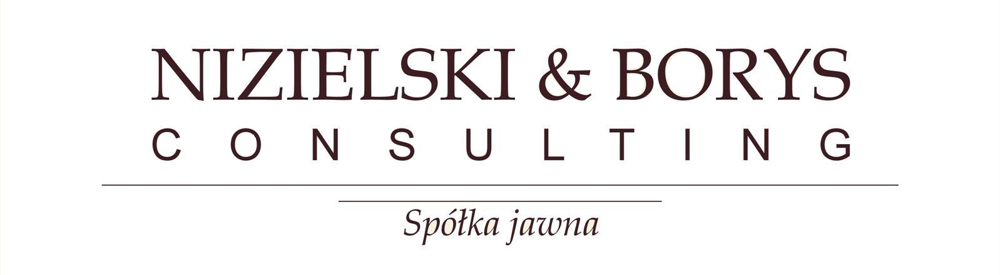 NIZIELSKI & BORYS
CONSULTING
Spółka jawna